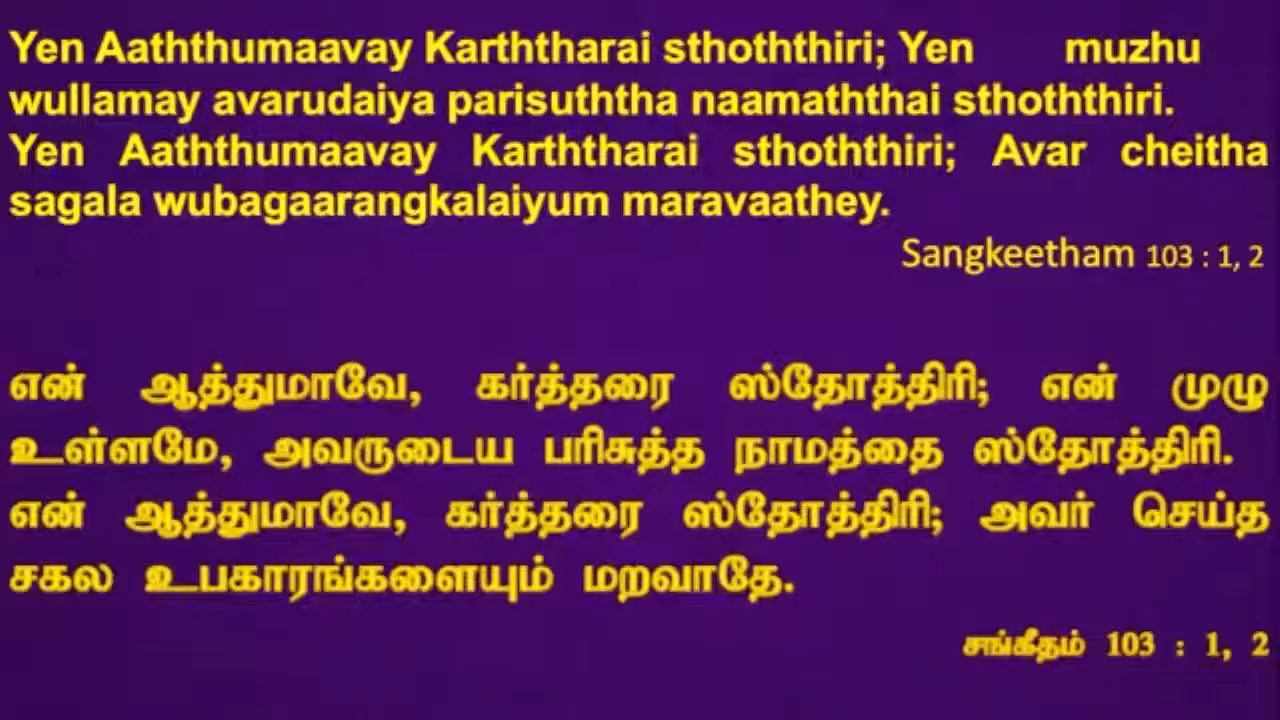 Yen Aaththumaavay Karththarai sthoththiri; Yen muzhu
wullamay avarudaiya parisuththa naamaththai sthoththiri.
Yen Aaththumaavay Karththarai sthoththiri; Avar cheitha
sagala wubagaarangkalaiyum maravaathey.
Sangkeetham 103 : 1, 2
என் ஆத்துமாவே, கர்த்தரை ஸ்தோத்திரி; என் முழு
உள்ளமே, அவருடைய பரிசுத்த நாமத்தை ஸ்தோத்திரி.
என் ஆத்துமாவே, கர்த்தரை ஸ்தோத்திரி; அவர் செய்த
சகல உபகாரங்களையும் மறவாதே.
சங்கீதம் 103 : 1, 2